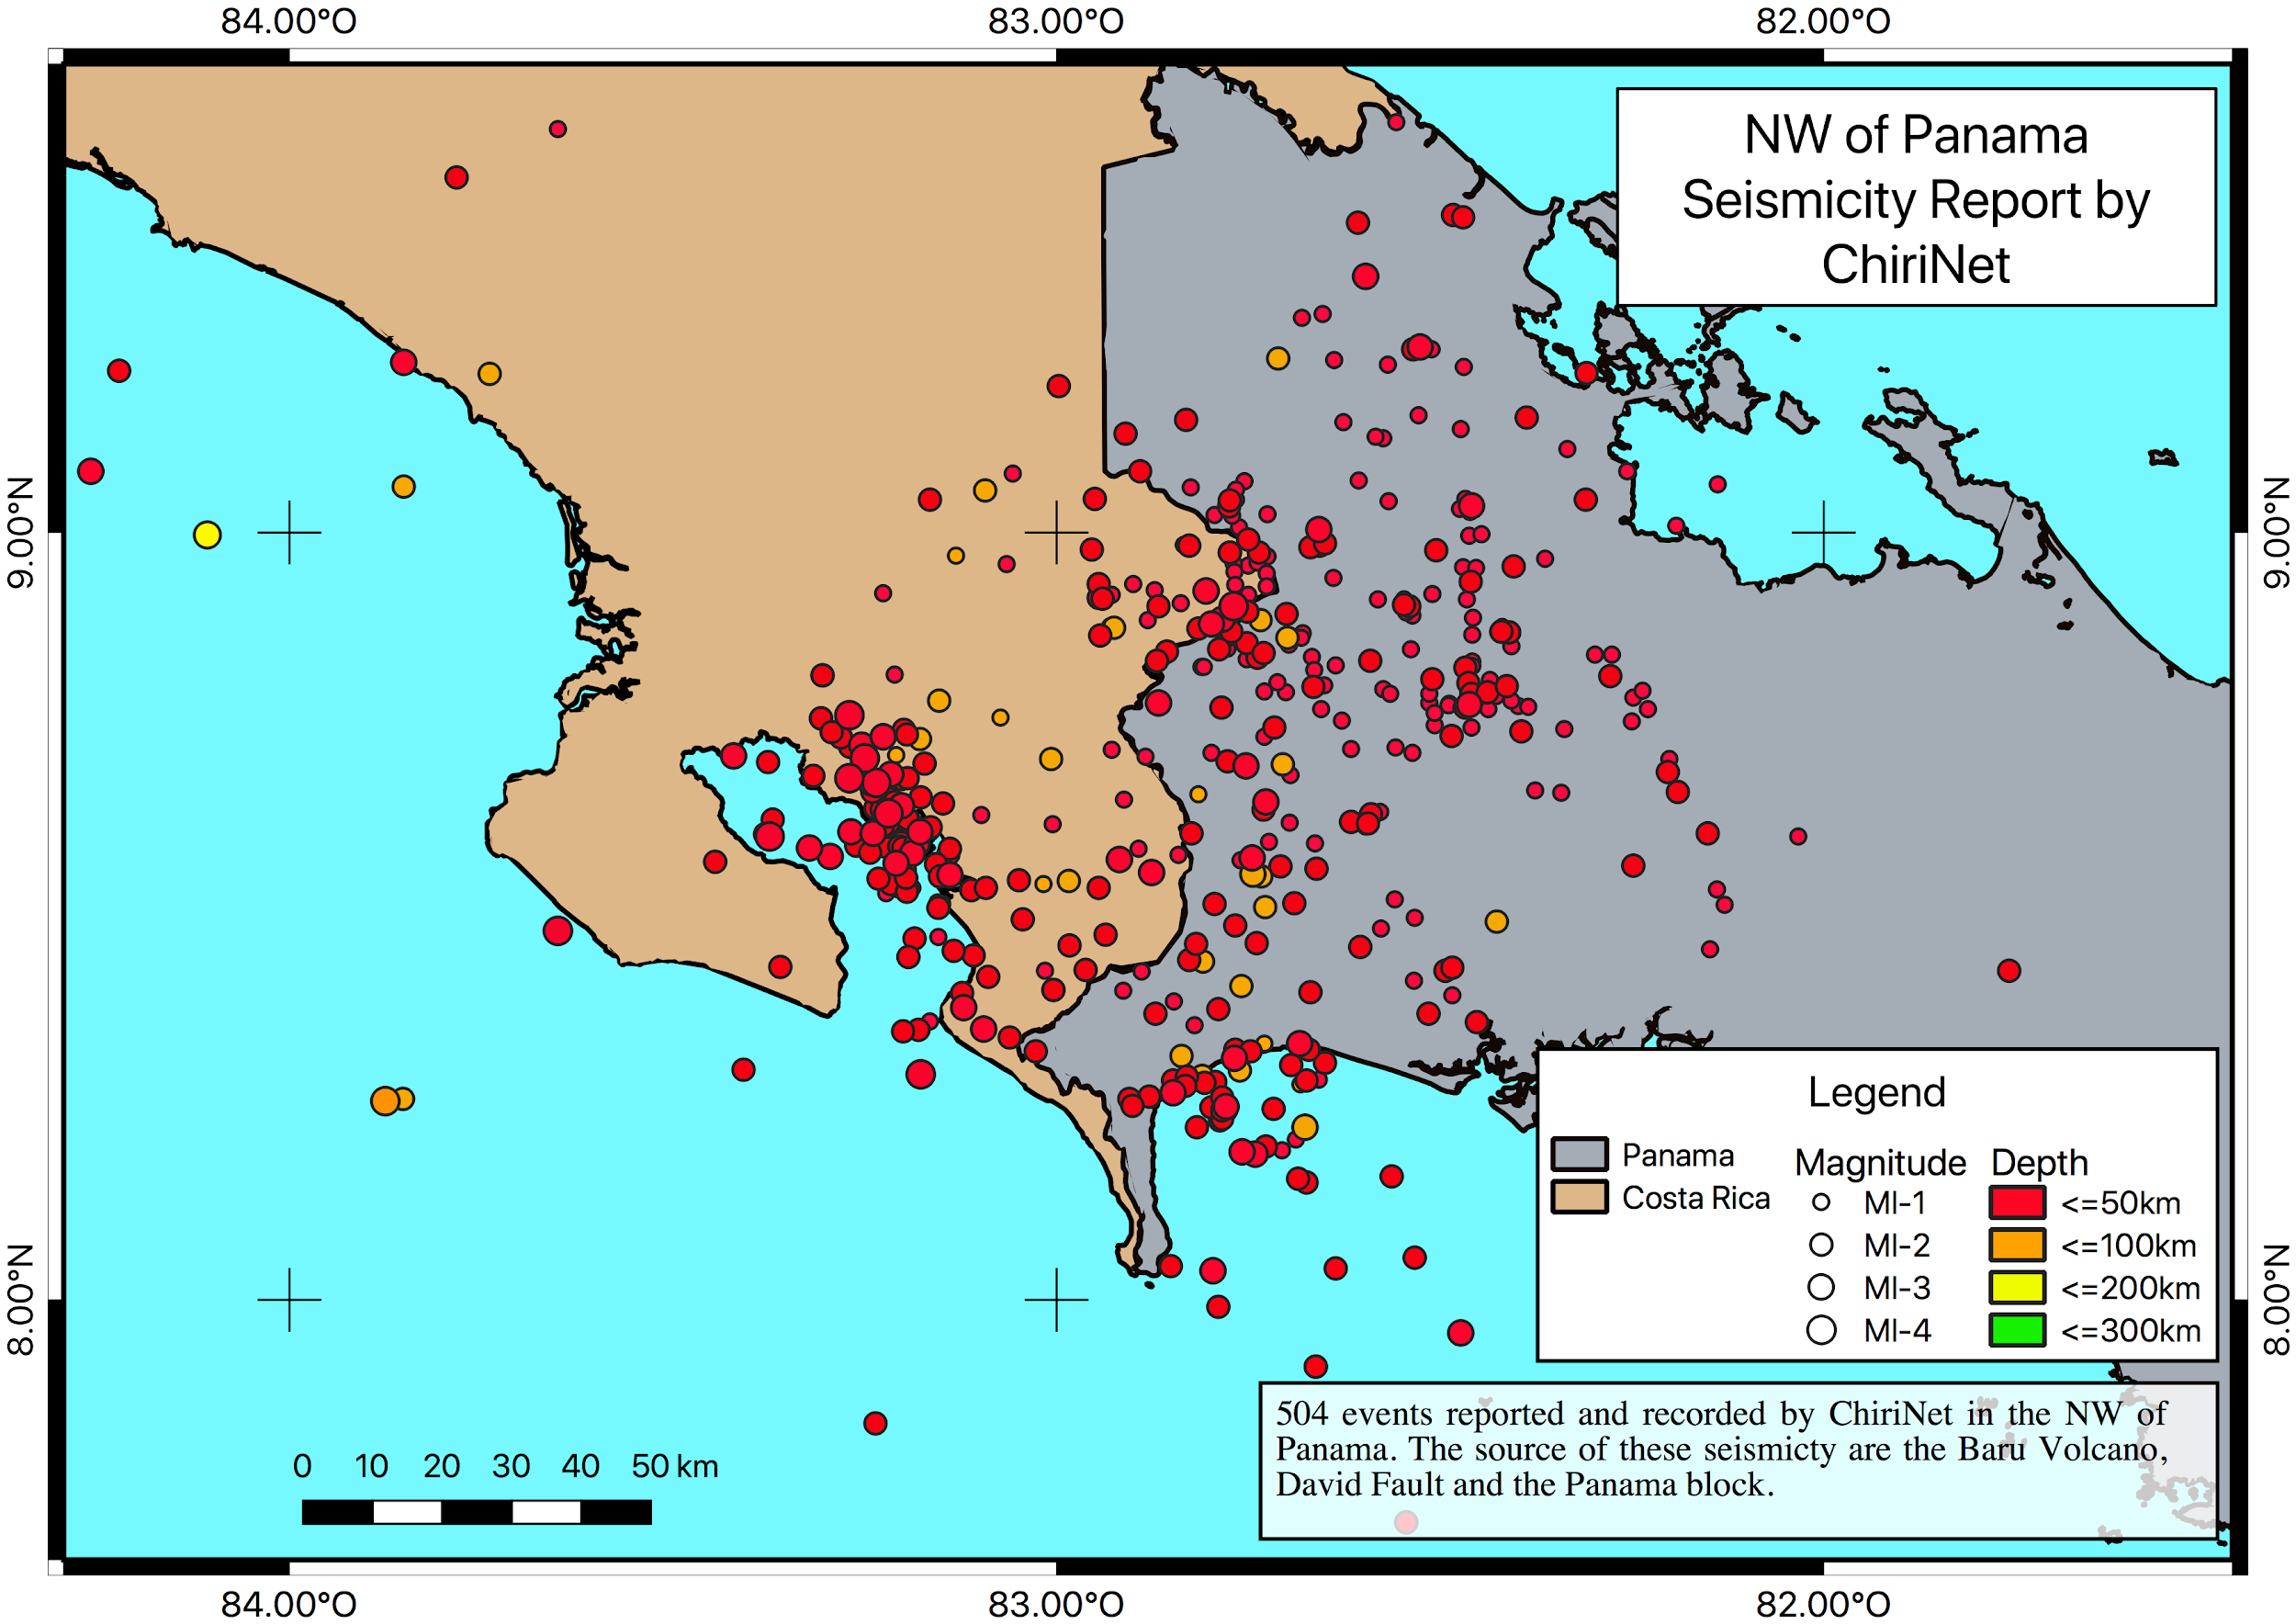 84.00°O 83.00°O 82.00°O
NW of Panama
Seismicity Report by
ChiriNet
9.00°N 9.00°N
8.00°N 8.00°N
Legend
Panama
Costa Rica
Magnitude
Ml-1
Ml-2
Ml-3
Ml-4
Depth
<=50km
<=100km
<=200km
<=300km
504 events reported and recorded by ChiriNet in the NW of
Panama. The source of these seismicty are the Baru Volcano,
David Fault and the Panama block.
0 10 20 30 40 50 km
84.00°O 83.00°O 82.00°O